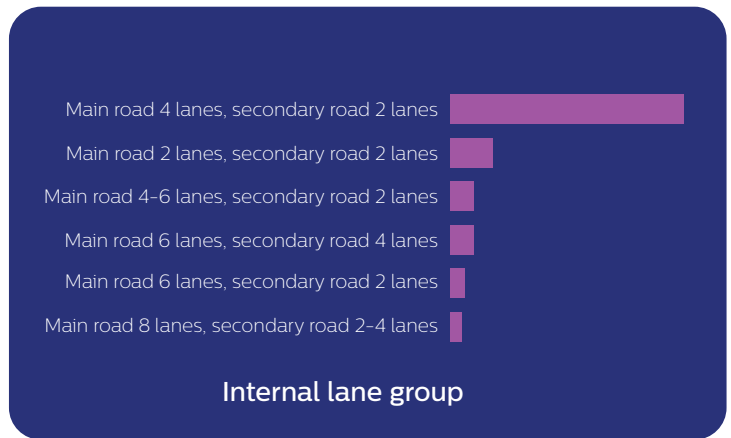 Main road 4 lanes, secondary road 2 lanes
Main road 2 lanes, secondary road 2 lanes
Main road 4-6 lanes, secondary road 2 lanes
Main road 6 lanes, secondary road 4 lanes
Main road 6 lanes, secondary road 2 lanes
Main road 8 lanes, secondary road 2-4 lanes
Internal lane group